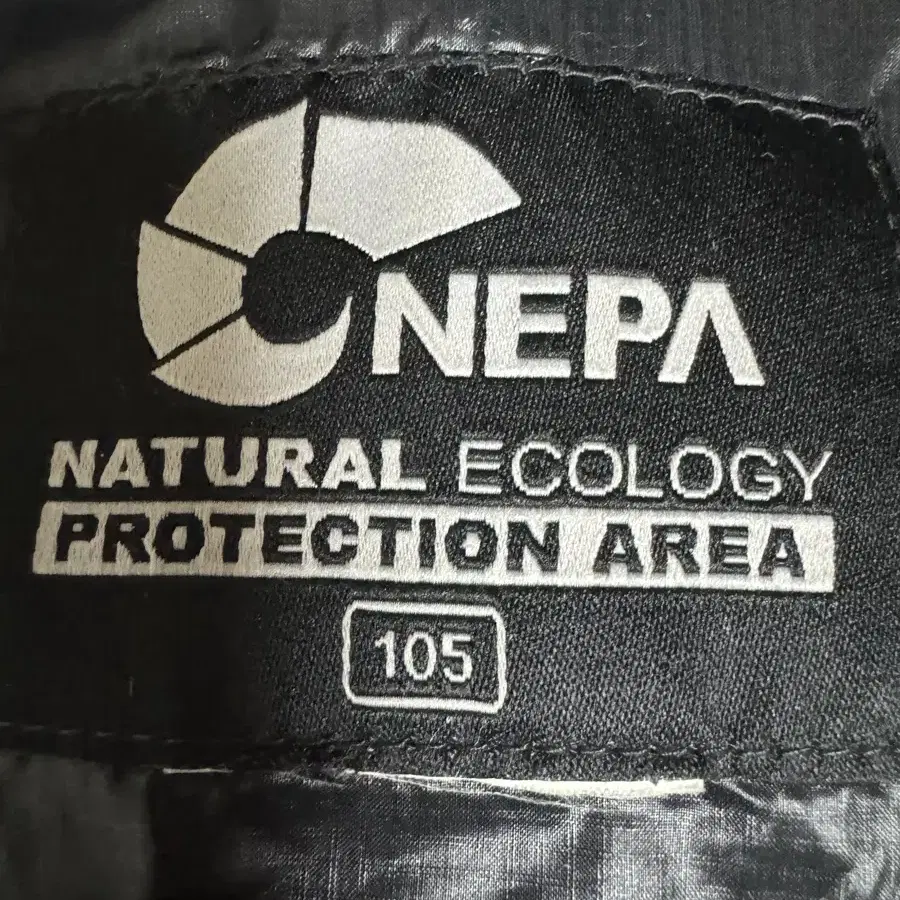 NEPA
NATURAL ECOLOGY
PROTECTION AREA
105